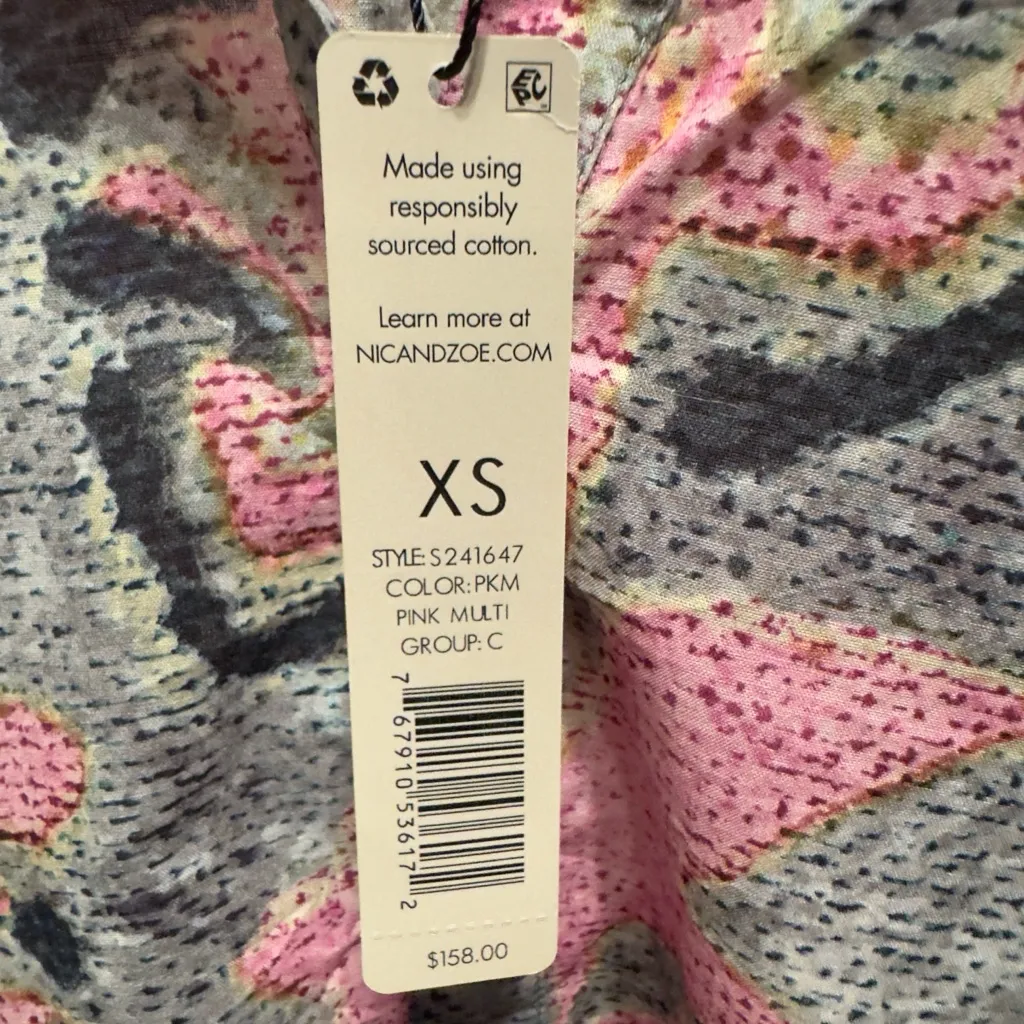 ECPC
Made using
responsibly
sourced cotton.
Learn more at
NICANDZOE.COM
XS
STYLE: S241647
COLOR: PKM
PINK MULTI
GROUP: C
7 67910 53617 2
$158.00